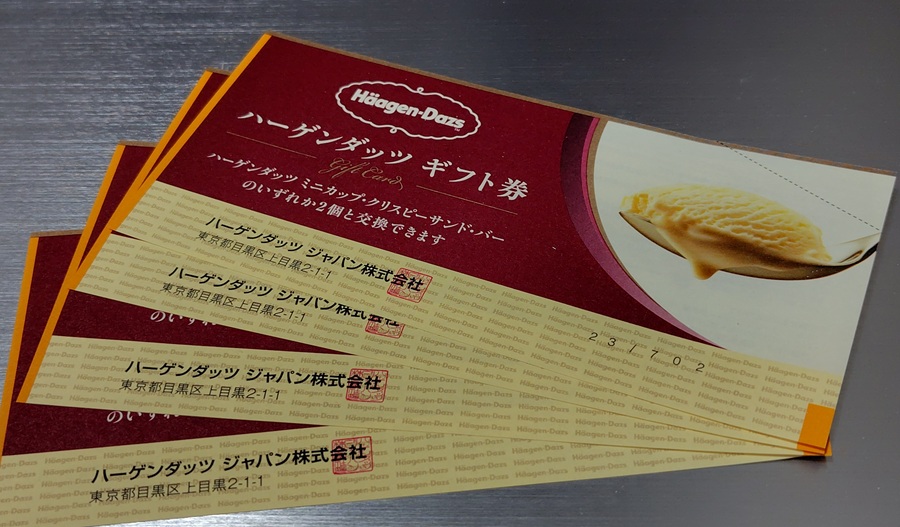 Häagen-Dazs
ハーゲンダッツ ギフト券
Gift Card
ハーゲンダッツ ミニカップ・クリスピーサンド・バー
のいずれか2個と交換できます
ハーゲンダッツ ジャパン株式会社
東京都目黒区上目黒2-1-1
23/702
ハーゲンダッツ ジャパン株式会社
東京都目黒区上目黒2-1-1
のいずれ
ハーゲンダッツ ジャパン株式会社
東京都目黒区上目黒2-1-1
のいずれ
ハーゲンダッツ ジャパン株式会社
東京都目黒区上目黒2-1-1